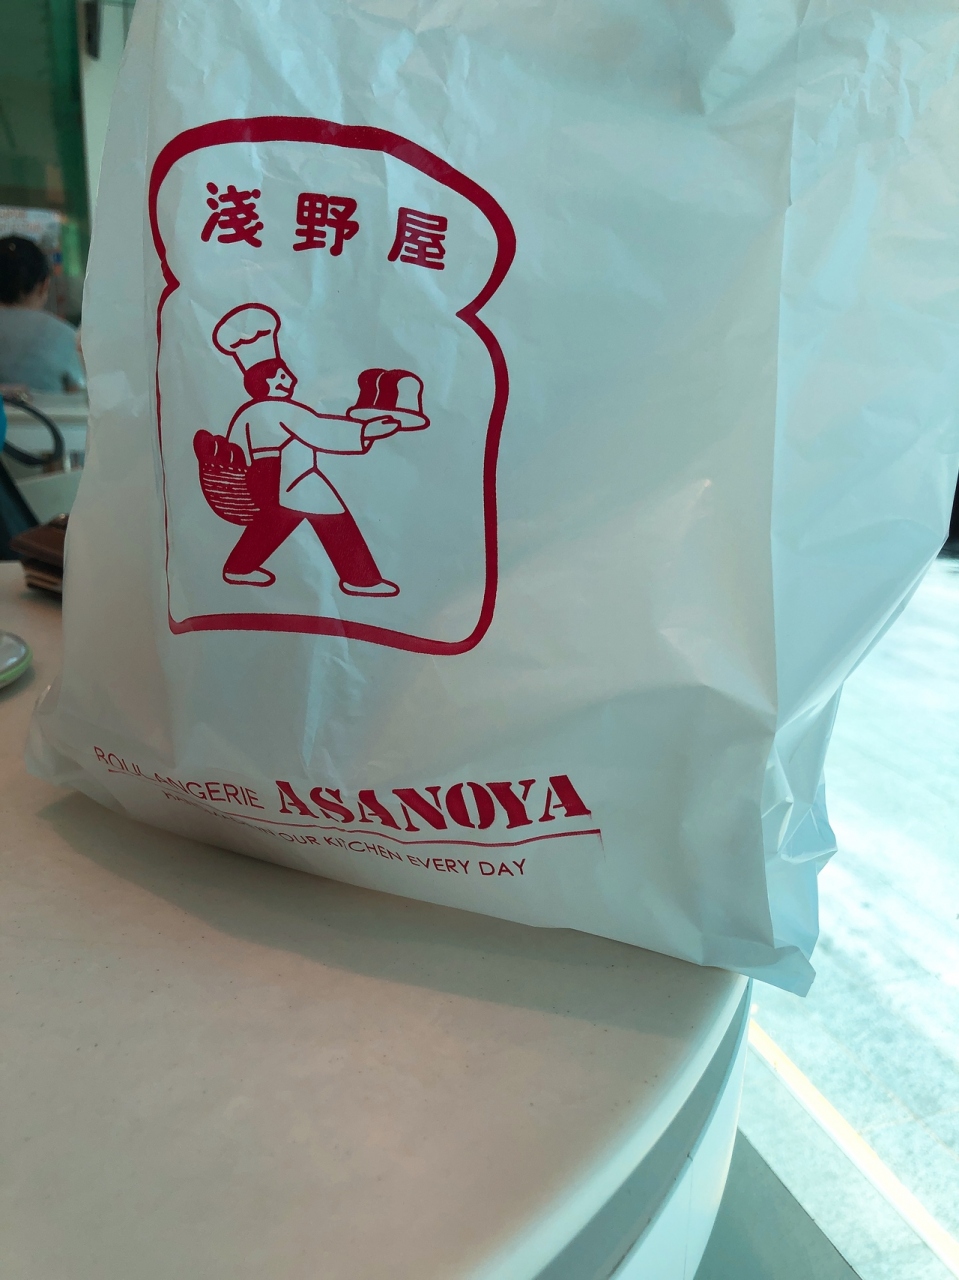 淺野屋
BOULANGERIE ASANOYA
OUR KITCHEN EVERY DAY